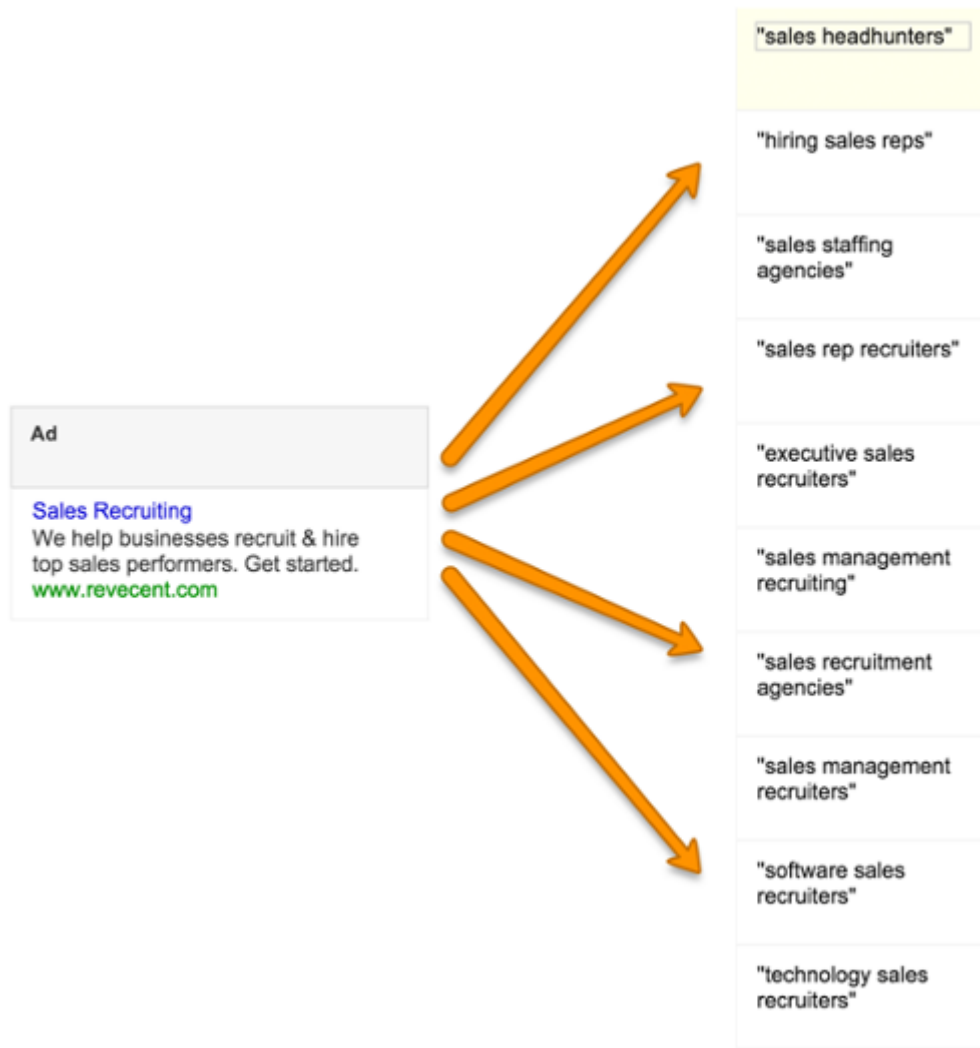 Ad
Sales Recruiting
We help businesses recruit & hire
top sales performers. Get started.
www.revecent.com
"sales headhunters"
"hiring sales reps"
"sales staffing
agencies"
"sales rep recruiters"
"executive sales
recruiters"
"sales management
recruiting"
"sales recruitment
agencies"
"sales management
recruiters"
"software sales
recruiters"
"technology sales
recruiters"